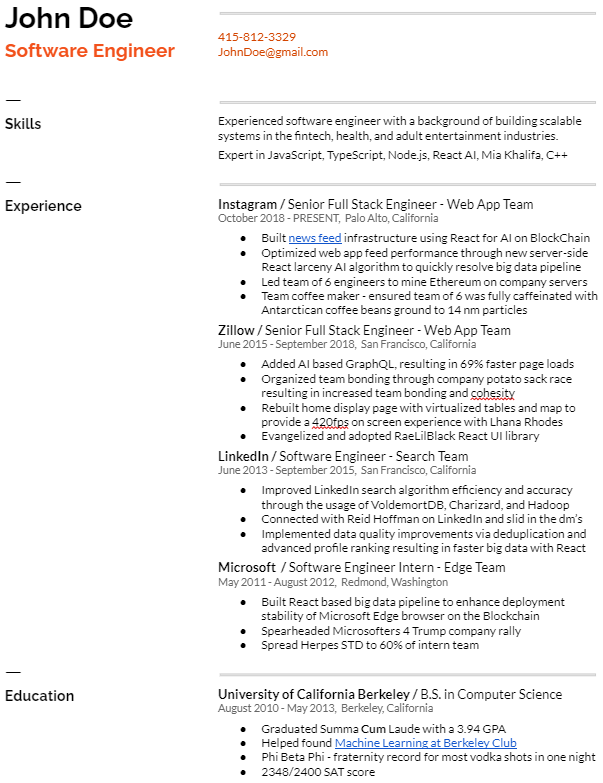 John Doe
Software Engineer
415-812-3329
JohnDoe@gmail.com
Skills
Experienced software engineer with a background of building scalable
systems in the fintech, health, and adult entertainment industries.
Expert in JavaScript, TypeScript, Node.js, React AI, Mia Khalifa, C++
Experience
Instagram / Senior Full Stack Engineer - Web App Team
October 2018 - PRESENT, Palo Alto, California
● Built news feed infrastructure using React for AI on BlockChain
● Optimized web app feed performance through new server-side
React larceny AI algorithm to quickly resolve big data pipeline
● Led team of 6 engineers to mine Ethereum on company servers
● Team coffee maker - ensured team of 6 was fully caffeinated with
Antarctican coffee beans ground to 14 nm particles
Zillow / Senior Full Stack Engineer - Web App Team
June 2015 - September 2018, San Francisco, California
● Added AI based GraphQL, resulting in 69% faster page loads
● Organized team bonding through company potato sack race
resulting in increased team bonding and cohesity
● Rebuilt home display page with virtualized tables and map to
provide a 420fps on screen experience with Lhana Rhodes
● Evangelized and adopted RaeLilBlack React UI library
LinkedIn / Software Engineer - Search Team
June 2013 - September 2015, San Francisco, California
● Improved LinkedIn search algorithm efficiency and accuracy
through the usage of VoldemortDB, Charizard, and Hadoop
● Connected with Reid Hoffman on LinkedIn and slid in the dm's
● Implemented data quality improvements via deduplication and
advanced profile ranking resulting in faster big data with React
Microsoft / Software Engineer Intern - Edge Team
May 2011 - August 2012, Redmond, Washington
● Built React based big data pipeline to enhance deployment
stability of Microsoft Edge browser on the Blockchain
● Spearheaded Microsofters 4 Trump company rally
● Spread Herpes STD to 60% of intern team
Education
University of California Berkeley / B.S. in Computer Science
August 2010 - May 2013, Berkeley, California
● Graduated Summa Cum Laude with a 3.94 GPA
● Helped found Machine Learning at Berkeley Club
● Phi Beta Phi - fraternity record for most vodka shots in one night
● 2348/2400 SAT score